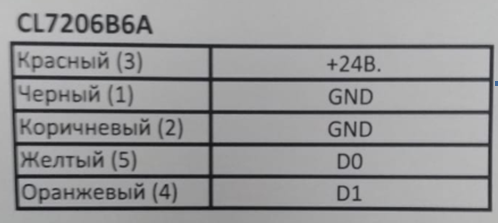 CL7206B6A
Красный (3) +24В.
Черный (1) GND
Коричневый (2) GND
Желтый (5) D0
Оранжевый (4) D1